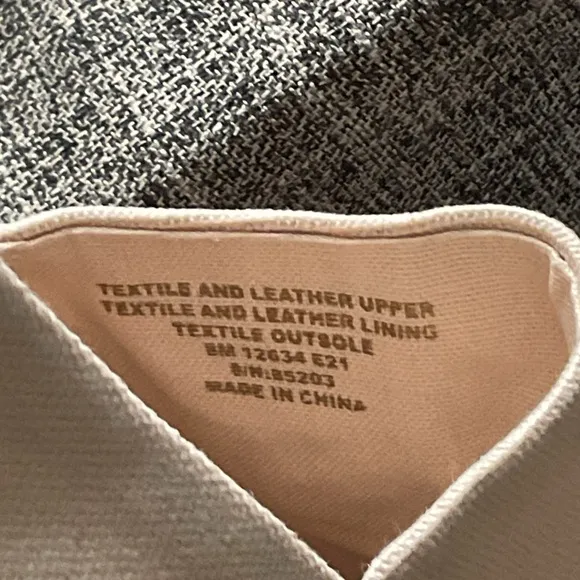 TEXTILE AND LEATHER UPPER
TEXTILE AND LEATHER LINING
TEXTILE OUTSOLE
BM 12634 E21
S/N:85203
MADE IN CHINA